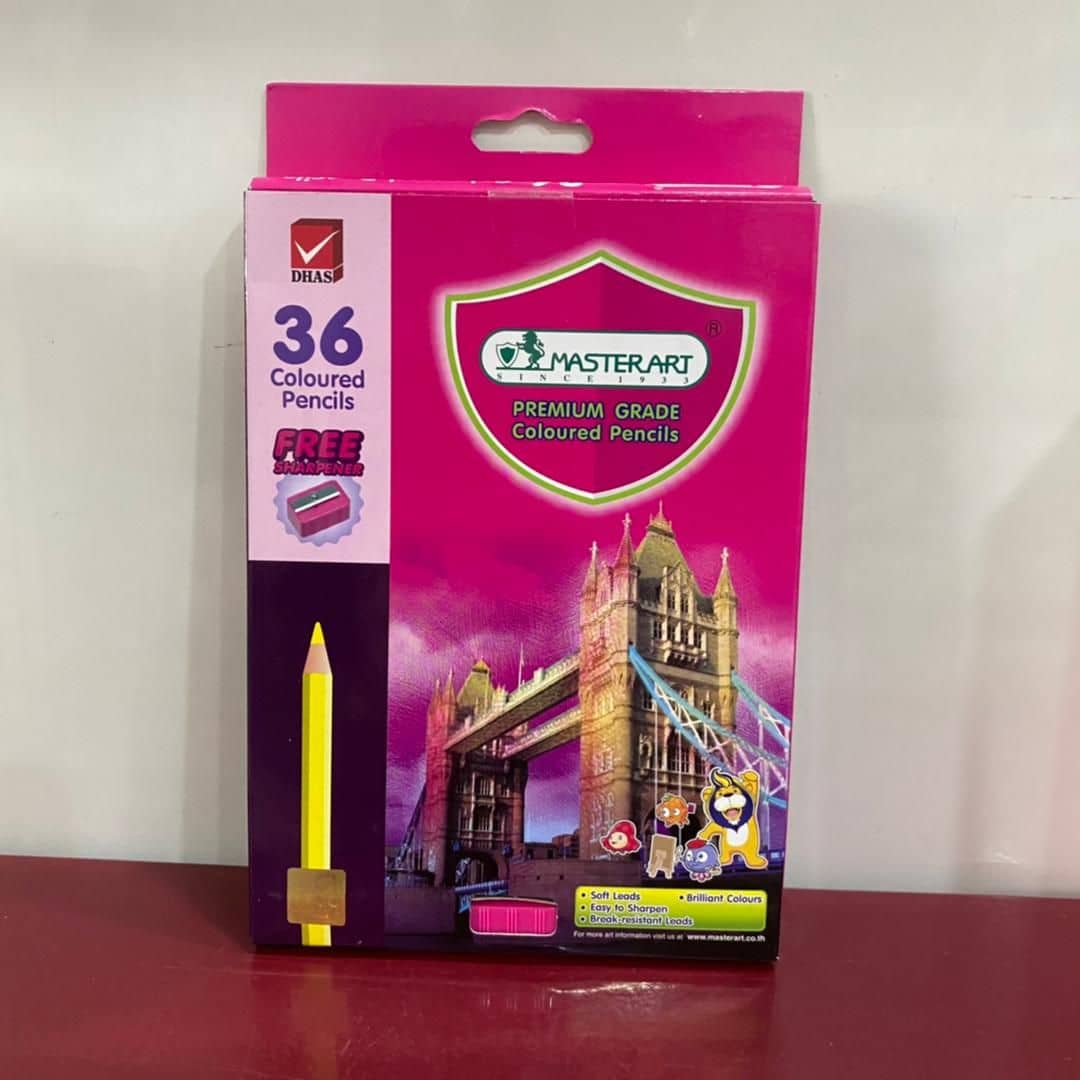 DHAS
36
Coloured
Pencils
FREE
SHARPENER
®
MASTERART
SINCE 1933
PREMIUM GRADE
Coloured Pencils
• Soft Leads
• Easy to Sharpen
• Break-resistant Leads
• Brilliant Colours
For more art information visit us at www.masterart.co.th